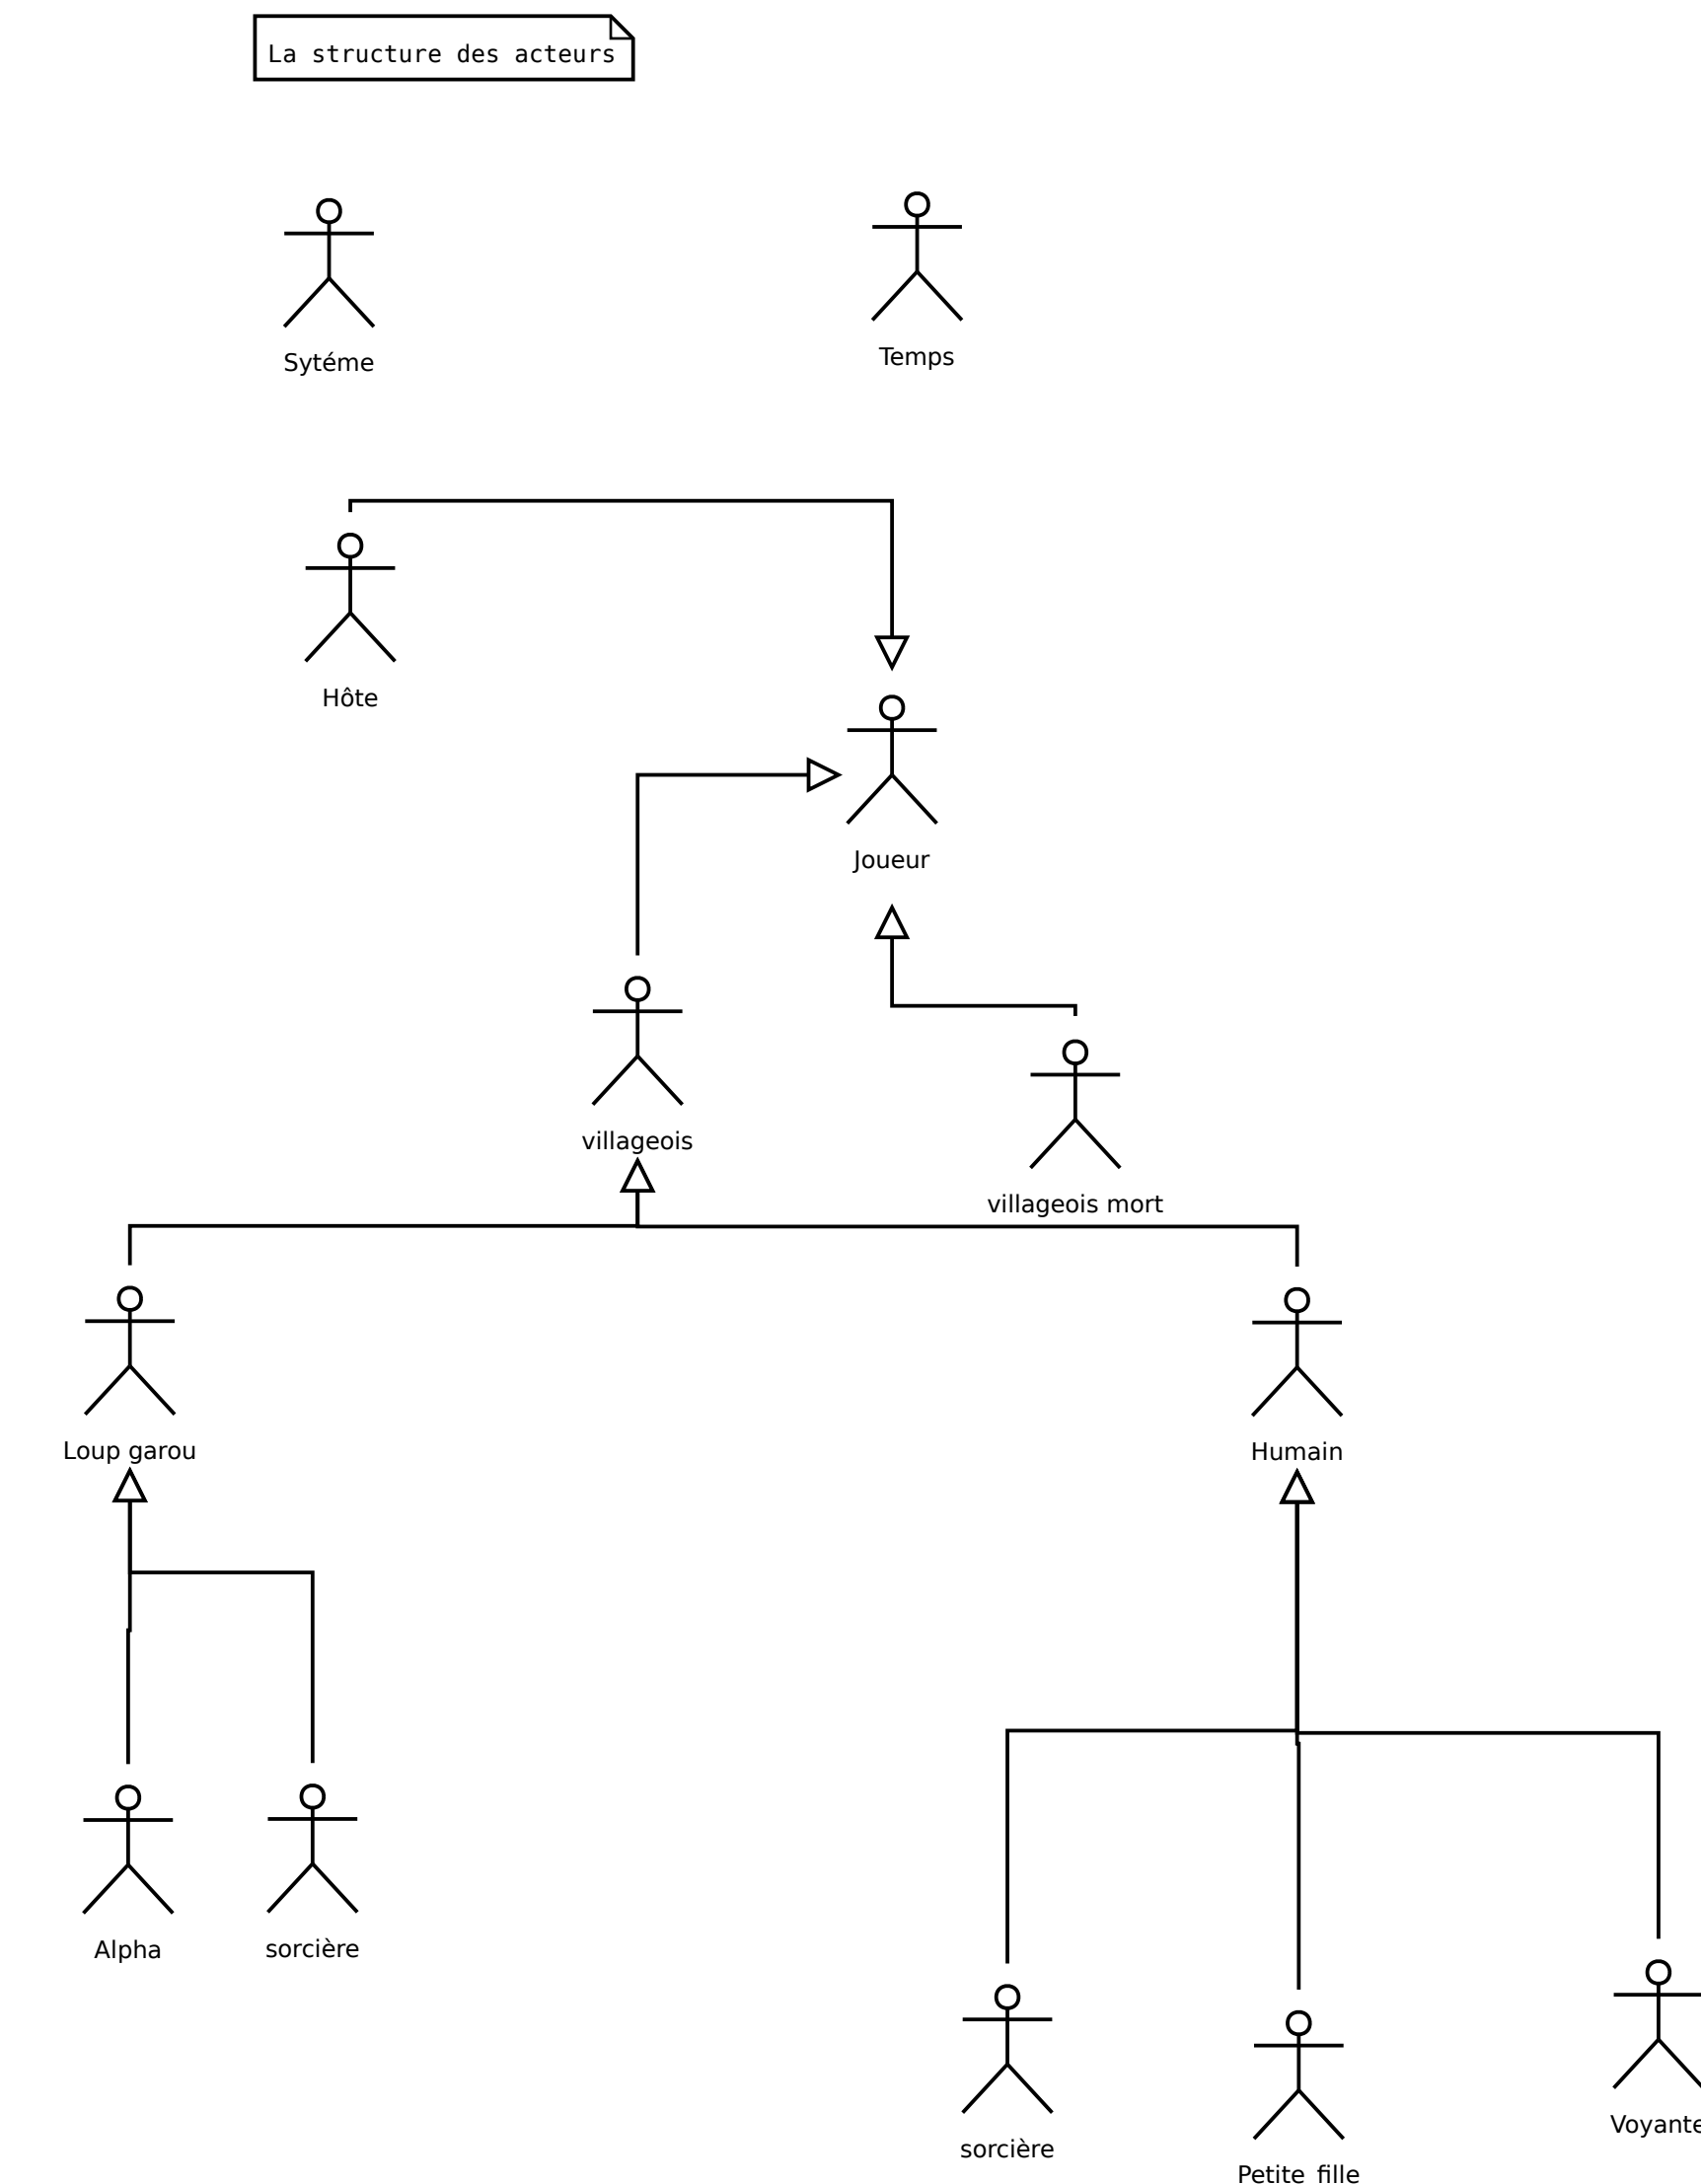 La structure des acteurs
Sytéme
Temps
Hôte
Joueur
villageois
villageois mort
Loup garou
Humain
Alpha
sorcière
sorcière
Petite fille
Voyante